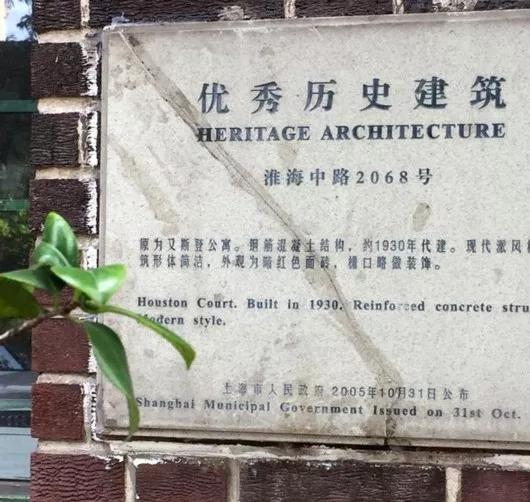 优秀历史建筑
HERITAGE ARCHITECTURE
淮海中路2068号
原为又斯登公寓。钢筋混凝土结构，约1930年代建。现代派风
筑形体简洁，外观为暗红色面砖，檐口略做装饰。
Houston Court. Built in 1930. Reinforced concrete stru
Modern style.
上海市人民政府 2005年10月31日公布
Shanghai Municipal Government Issued on 31st Oct.